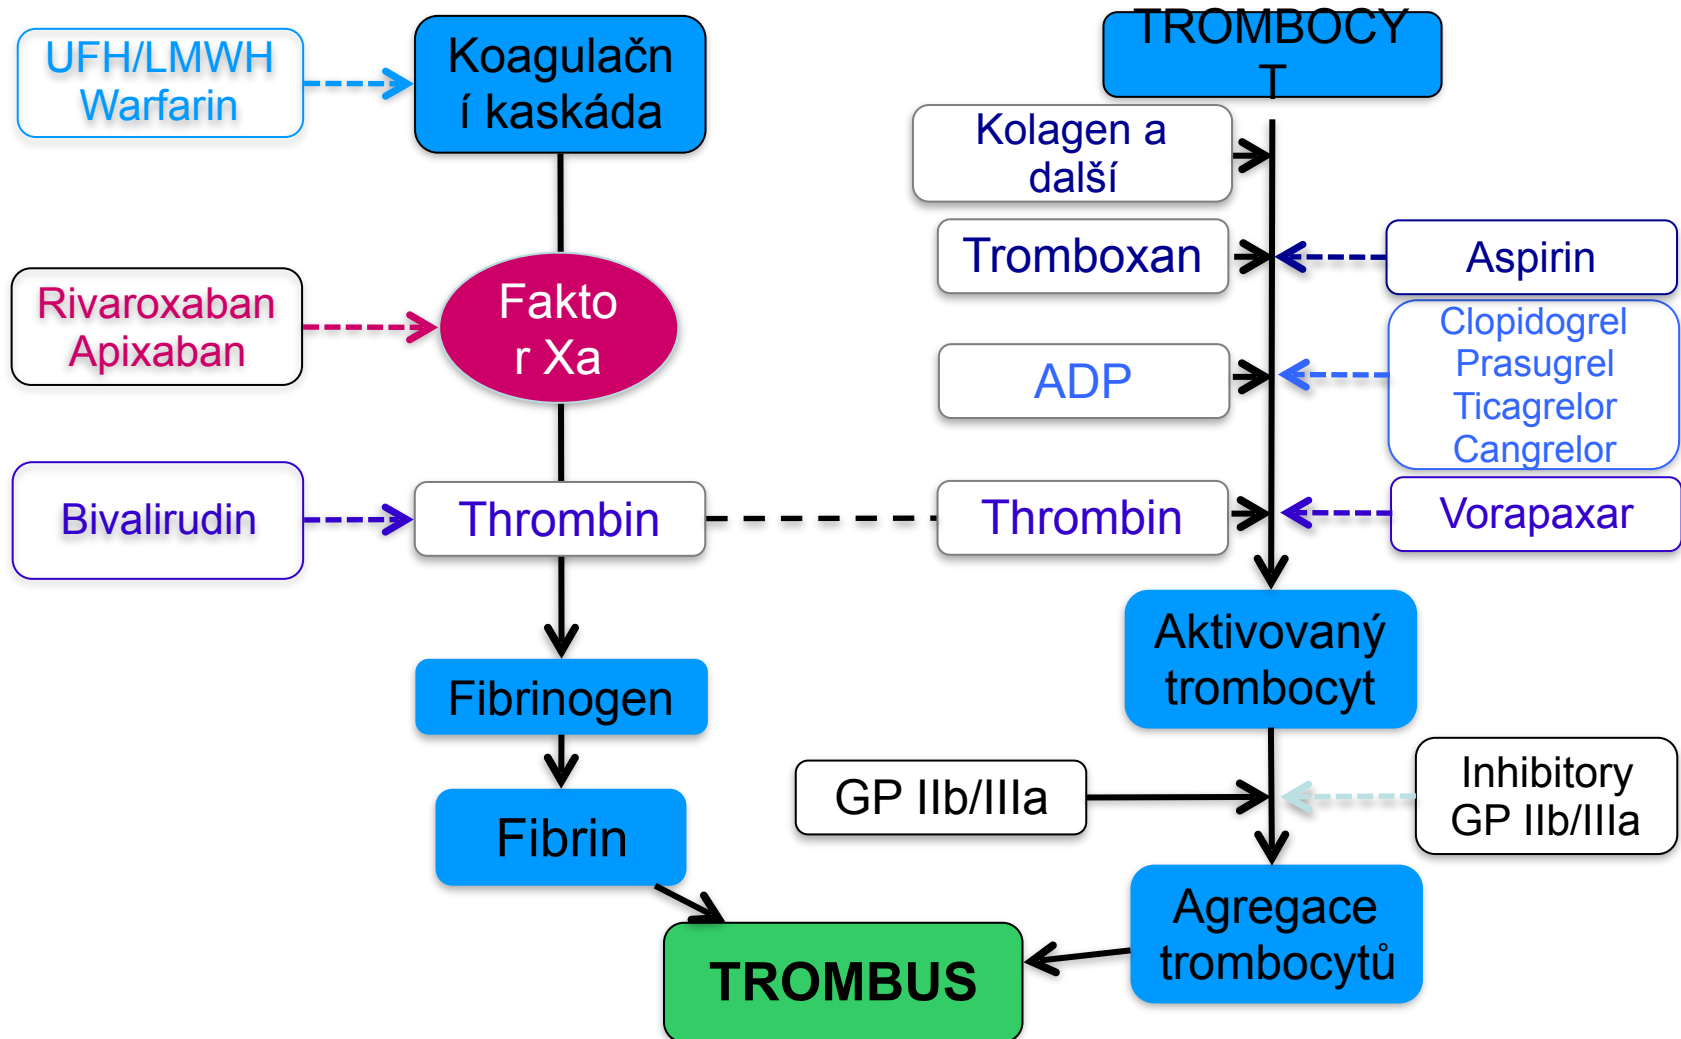 UFH/LMWH
Warfarin
Koagulačn
í kaskáda
Rivaroxaban
Apixaban
Fakto
r Xa
Bivalirudin
Thrombin
Fibrinogen
Fibrin
TROMBOCY
T
Kolagen a
další
Tromboxan
Aspirin
ADP
Clopidogrel
Prasugrel
Ticagrelor
Cangrelor
Thrombin
Vorapaxar
Aktivovaný
trombocyt
GP IIb/IIIa
Inhibitory
GP IIb/IIIa
Agregace
trombocytů
TROMBUS